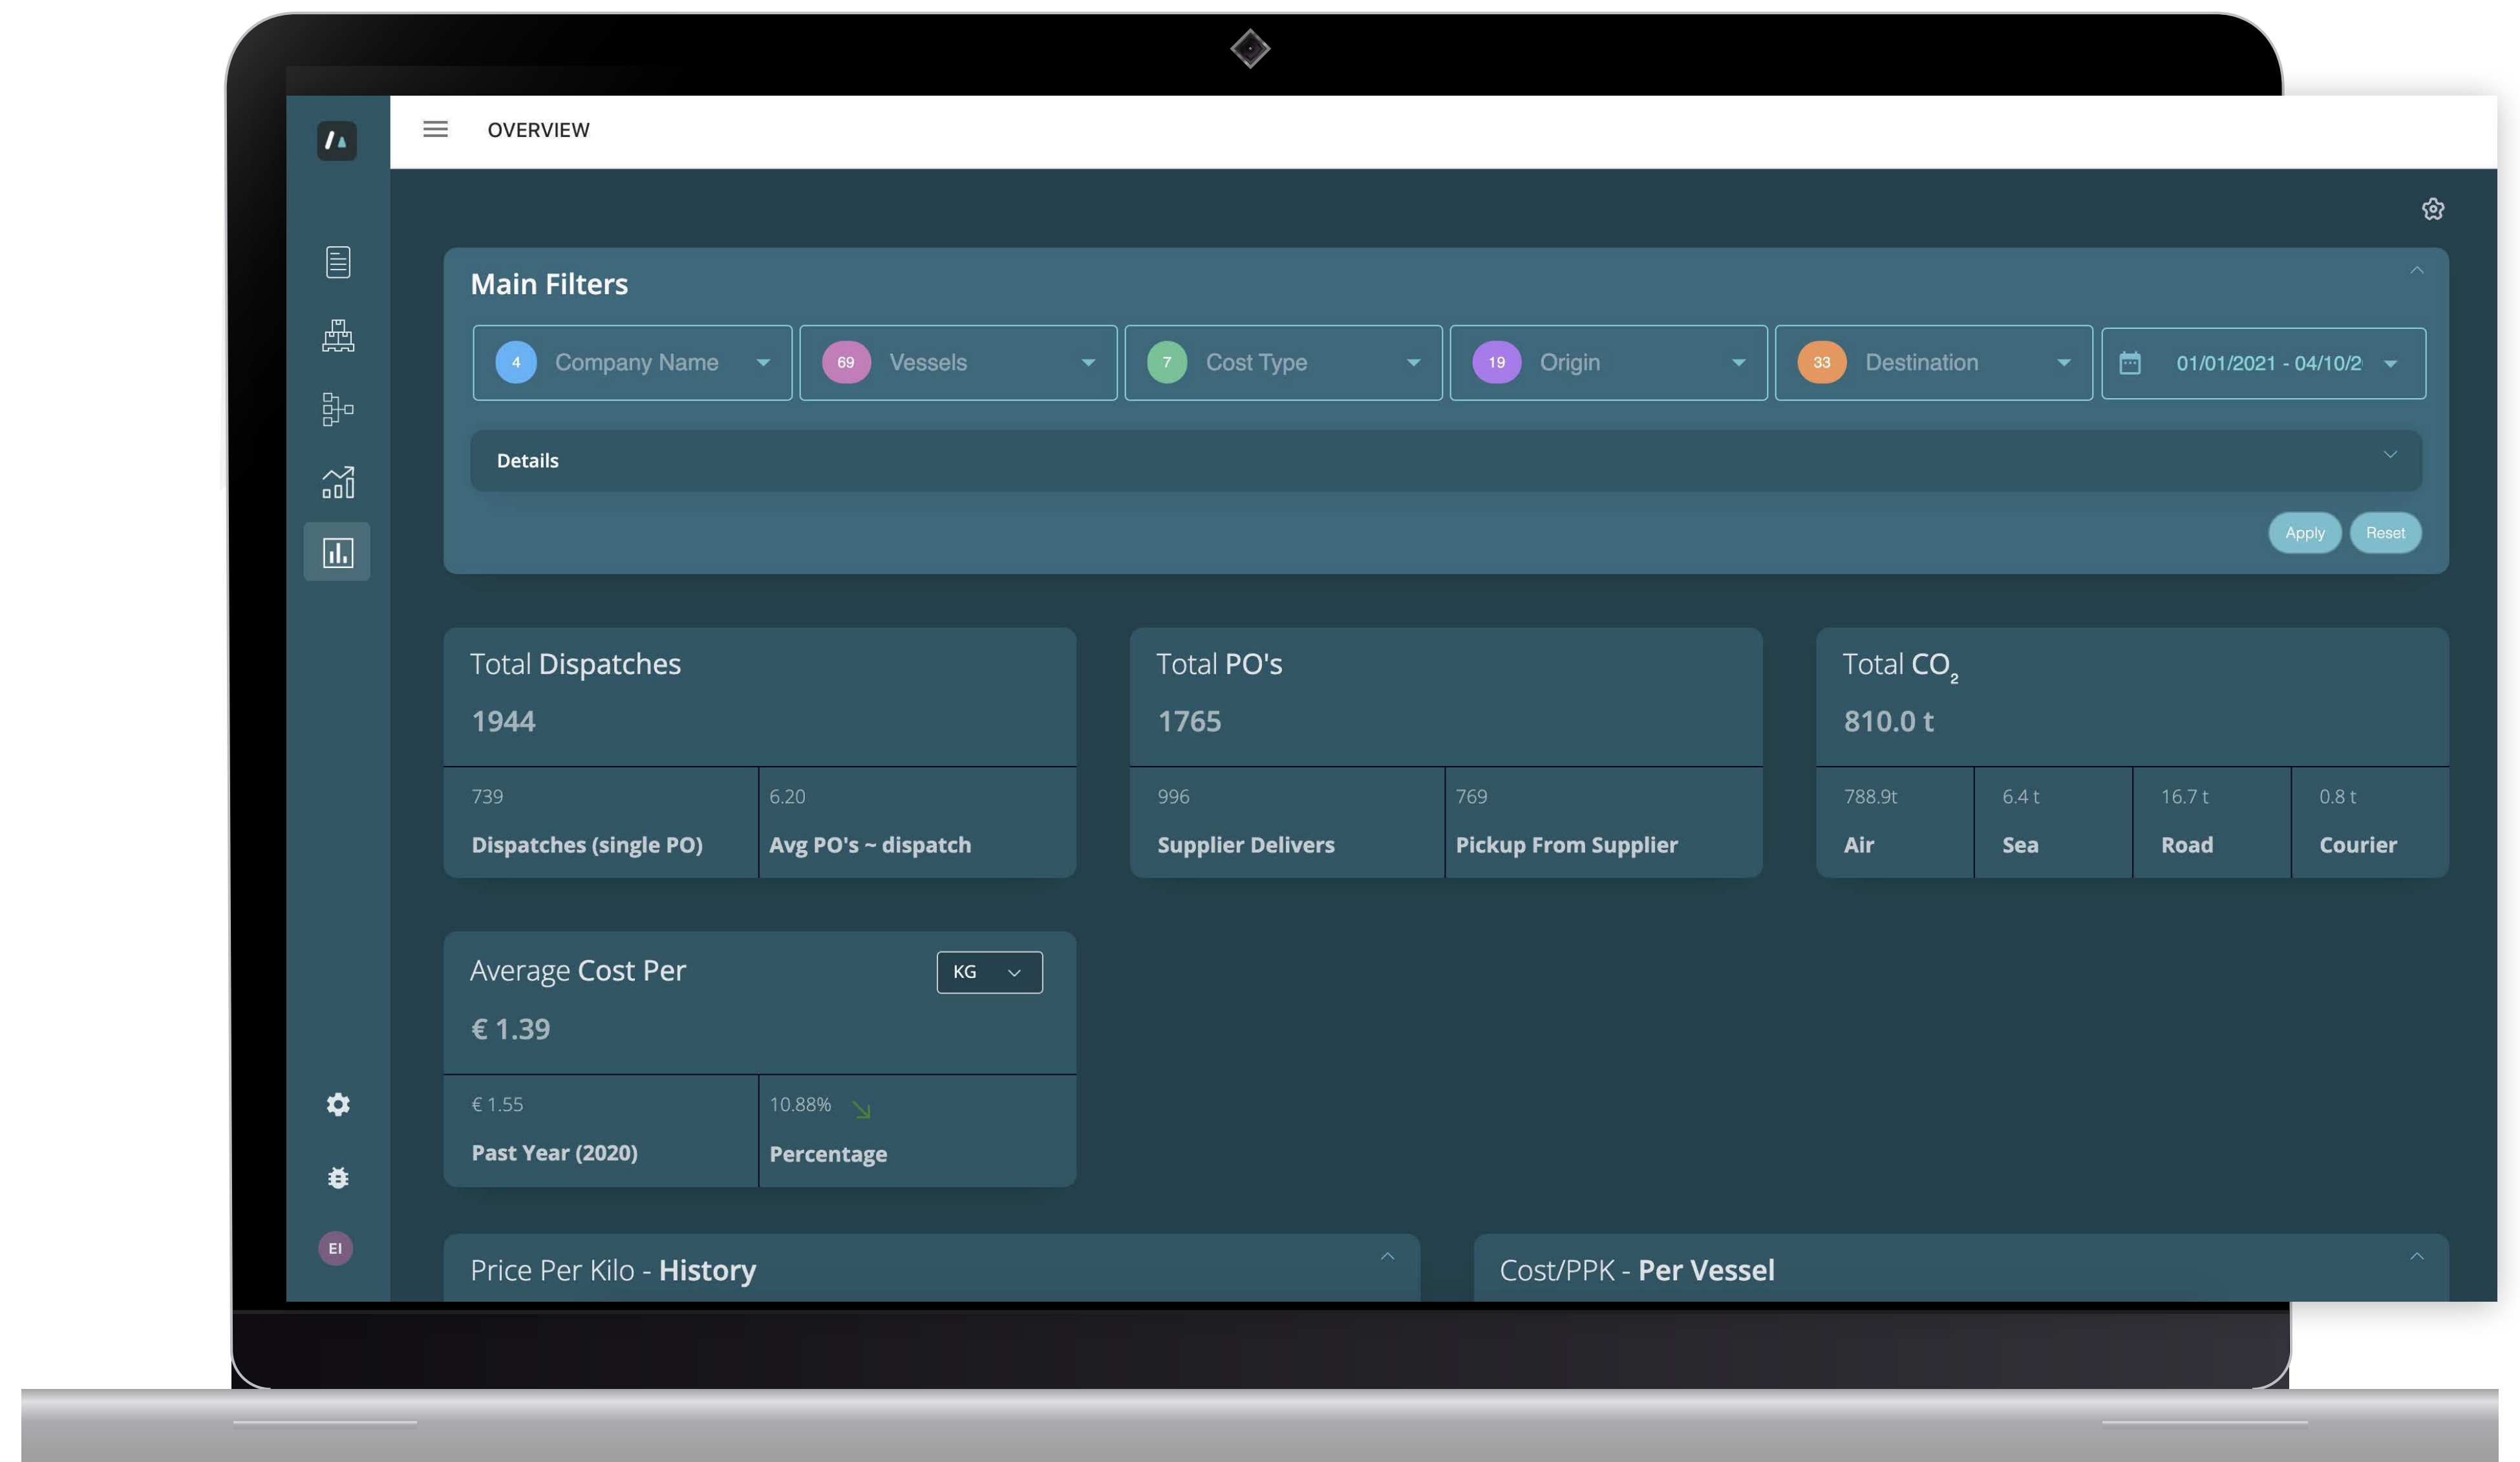 OVERVIEW
Main Filters
4 Company Name
69 Vessels
7 Cost Type
19 Origin
33 Destination
01/01/2021 - 04/10/2
Details
Apply Reset
Total Dispatches
1944
739
Dispatches (single PO)
6.20
Avg PO's ~ dispatch
Total PO's
1765
996
Supplier Delivers
769
Pickup From Supplier
Total CO₂
810.0 t
788.9t
Air
6.4 t
Sea
16.7 t
Road
0.8 t
Courier
Average Cost Per
KG
€ 1.39
€ 1.55
Past Year (2020)
10.88%
Percentage
EI
Price Per Kilo - History
Cost/PPK - Per Vessel